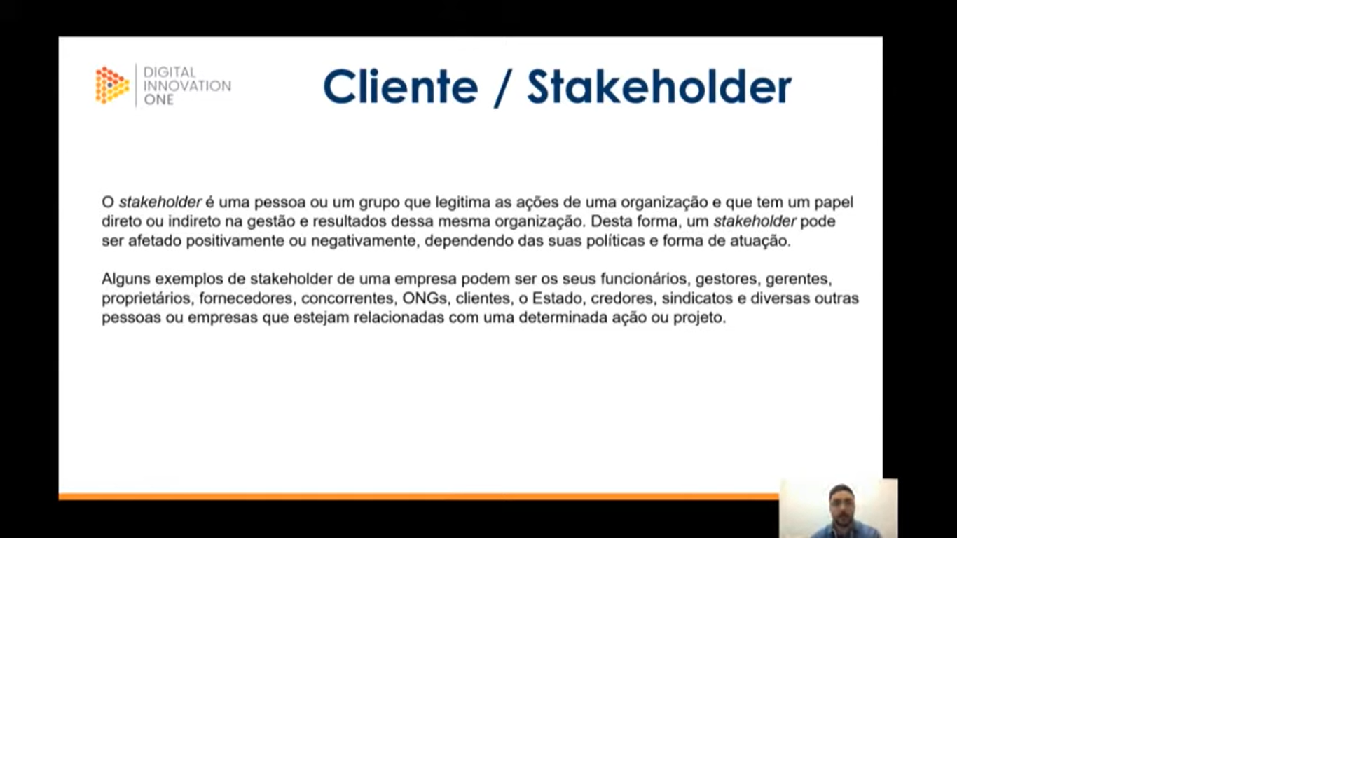 DIGITAL
INNOVATION
ONE
Cliente / Stakeholder
O stakeholder é uma pessoa ou um grupo que legitima as ações de uma organização e que tem um papel
direto ou indireto na gestão e resultados dessa mesma organização. Desta forma, um stakeholder pode
ser afetado positivamente ou negativamente, dependendo das suas políticas e forma de atuação.
Alguns exemplos de stakeholder de uma empresa podem ser os seus funcionários, gestores, gerentes,
proprietários, fornecedores, concorrentes, ONGs, clientes, o Estado, credores, sindicatos e diversas outras
pessoas ou empresas que estejam relacionadas com uma determinada ação ou projeto.